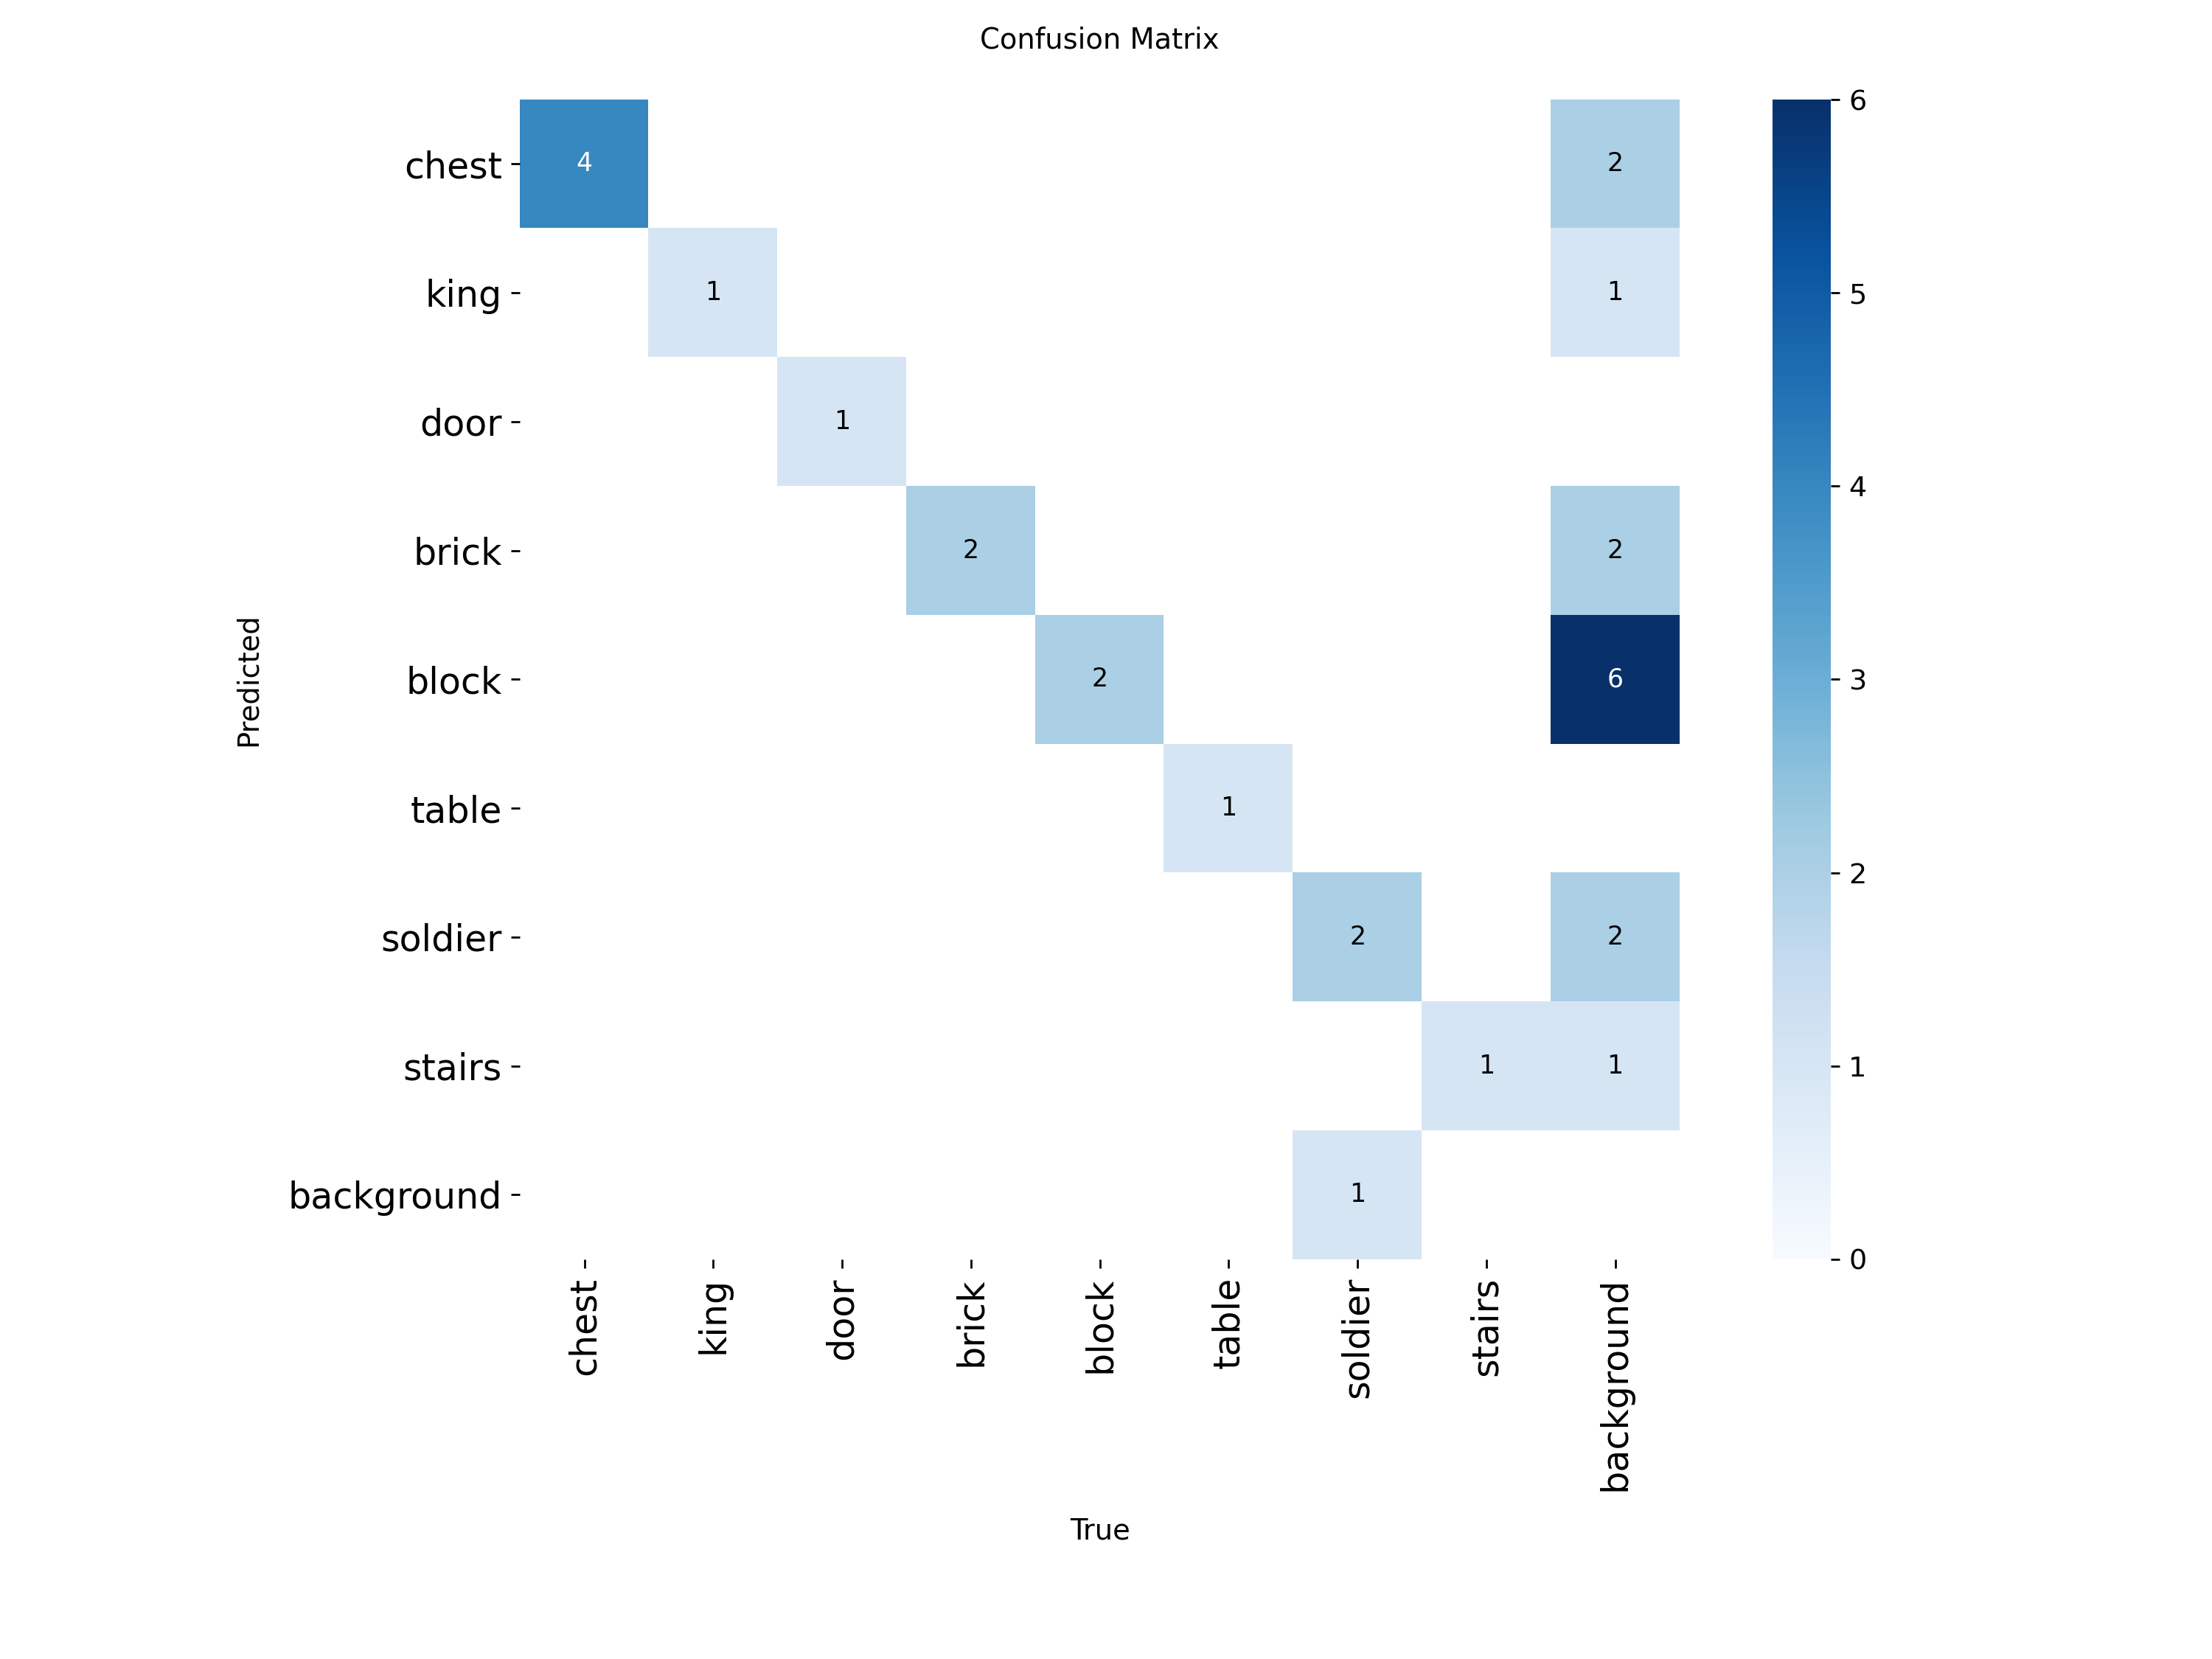 Confusion Matrix
chest 4 2
king 1 1
door 1
brick 2 2
block 2 6
table 1
soldier 2 2
stairs 1 1
background 1
chest king door brick block table soldier stairs background
Predicted
True
6
5
4
3
2
1
0